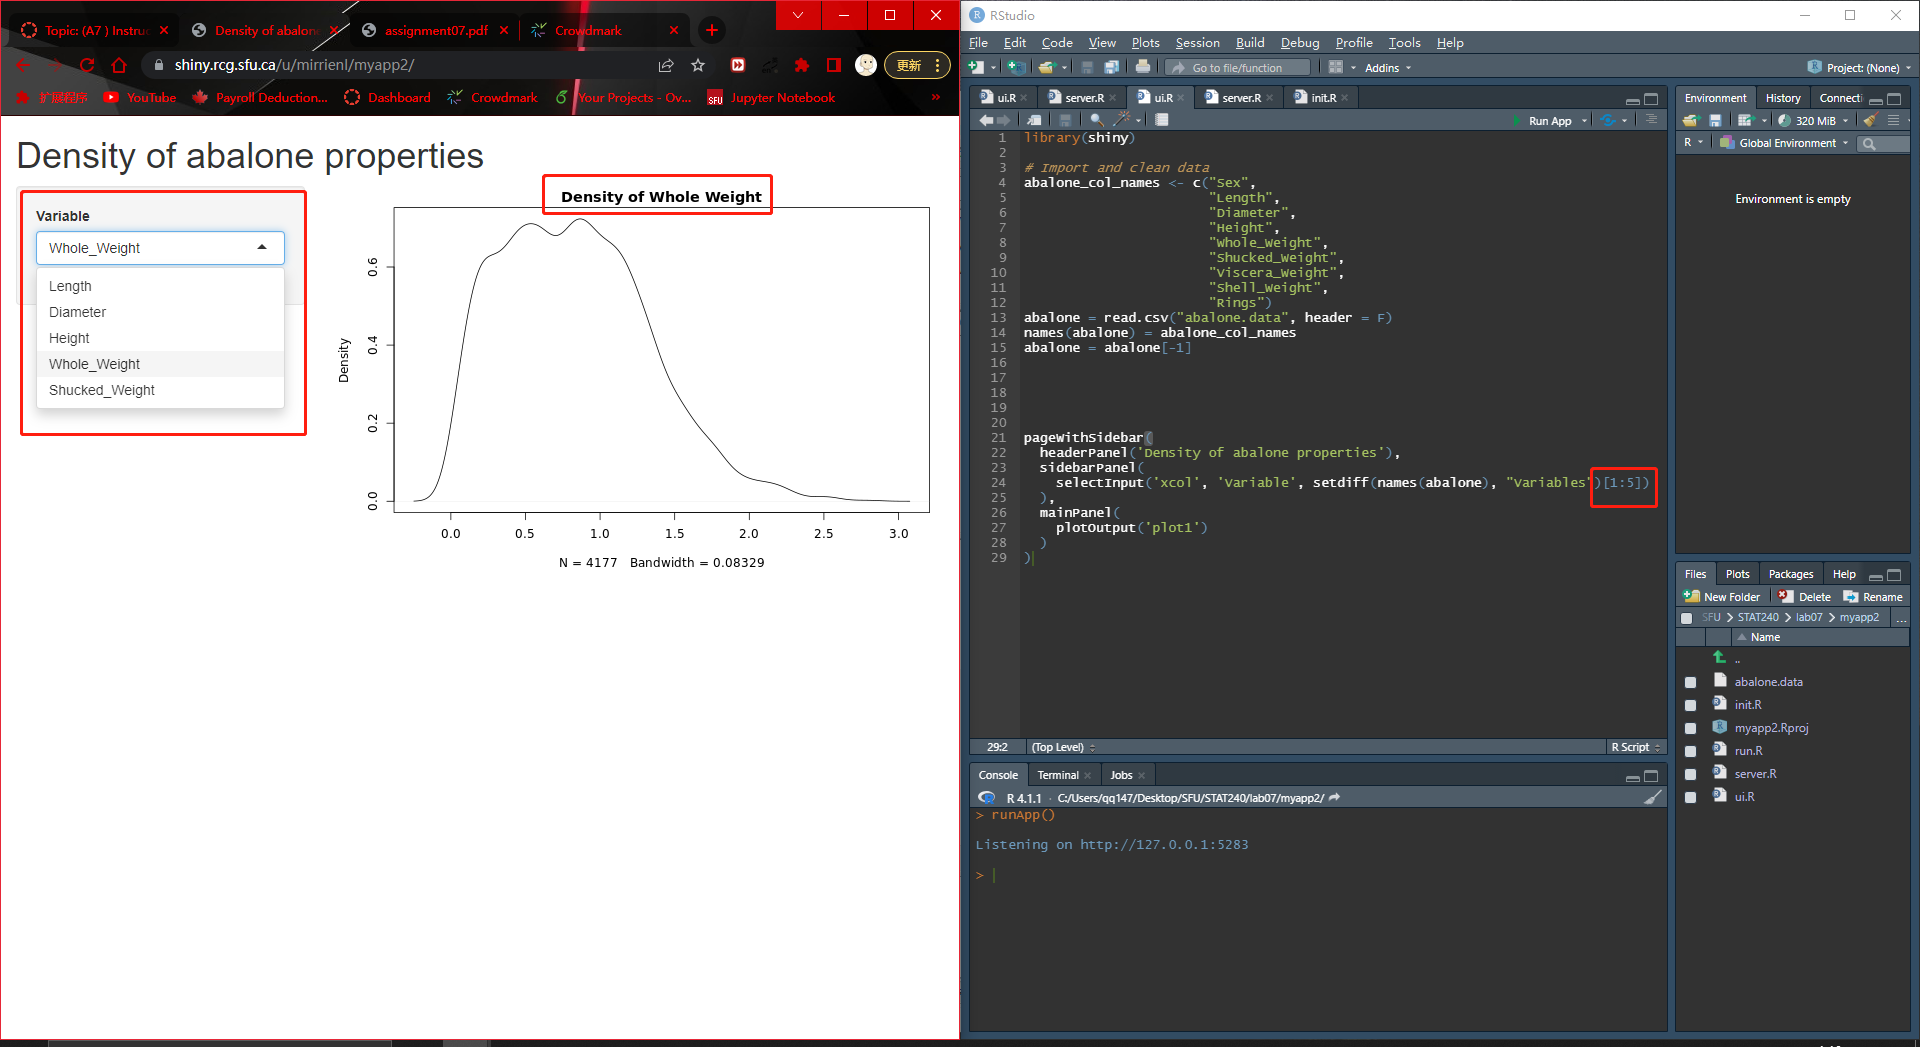 Topic: (A7 ) Instruc
Density of abalone
assignment07.pdf
Crowdmark
shiny.rcg.sfu.ca/u/mirrienl/myapp2/
更新
扩展程序
YouTube
Payroll Deduction...
Dashboard
Crowdmark
Your Projects - Ov...
SFU
Jupyter Notebook
»
Density of abalone properties
Variable
Whole_Weight
Length
Diameter
Height
Whole_Weight
Shucked_Weight
Density of Whole Weight
Density
0.0
0.2
0.4
0.6
0.0
0.5
1.0
1.5
2.0
2.5
3.0
N = 4177   Bandwidth = 0.08329
RStudio
File Edit Code View Plots Session Build Debug Profile Tools Help
Go to file/function
Addins
Project: (None)
ui.R
server.R
ui.R
server.R
init.R
Run App
1 library(shiny)
2
3 # Import and clean data
4 abalone_col_names <- c("Sex",
5 "Length",
6 "Diameter",
7 "Height",
8 "Whole_Weight",
9 "Shucked_Weight",
10 "Viscera_Weight",
11 "Shell_Weight",
12 "Rings")
13 abalone = read.csv("abalone.data", header = F)
14 names(abalone) = abalone_col_names
15 abalone = abalone[-1]
16
17
18
19
20
21 pageWithSidebar(
22 headerPanel('Density of abalone properties'),
23 sidebarPanel(
24 selectInput('xcol', 'Variable', setdiff(names(abalone), "Variables")[1:5])
25 ),
26 mainPanel(
27 plotOutput('plot1')
28 )
29 )
29:2
(Top Level)
R Script
Console
Terminal
Jobs
R 4.1.1 · C:/Users/qq147/Desktop/SFU/STAT240/lab07/myapp2/
> runApp()
Listening on http://127.0.0.1:5283
>
Environment
History
Connecti
320 MiB
R
Global Environment
Environment is empty
Files
Plots
Packages
Help
New Folder
Delete
Rename
SFU > STAT240 > lab07 > myapp2
...
Name
..
abalone.data
init.R
myapp2.Rproj
run.R
server.R
ui.R